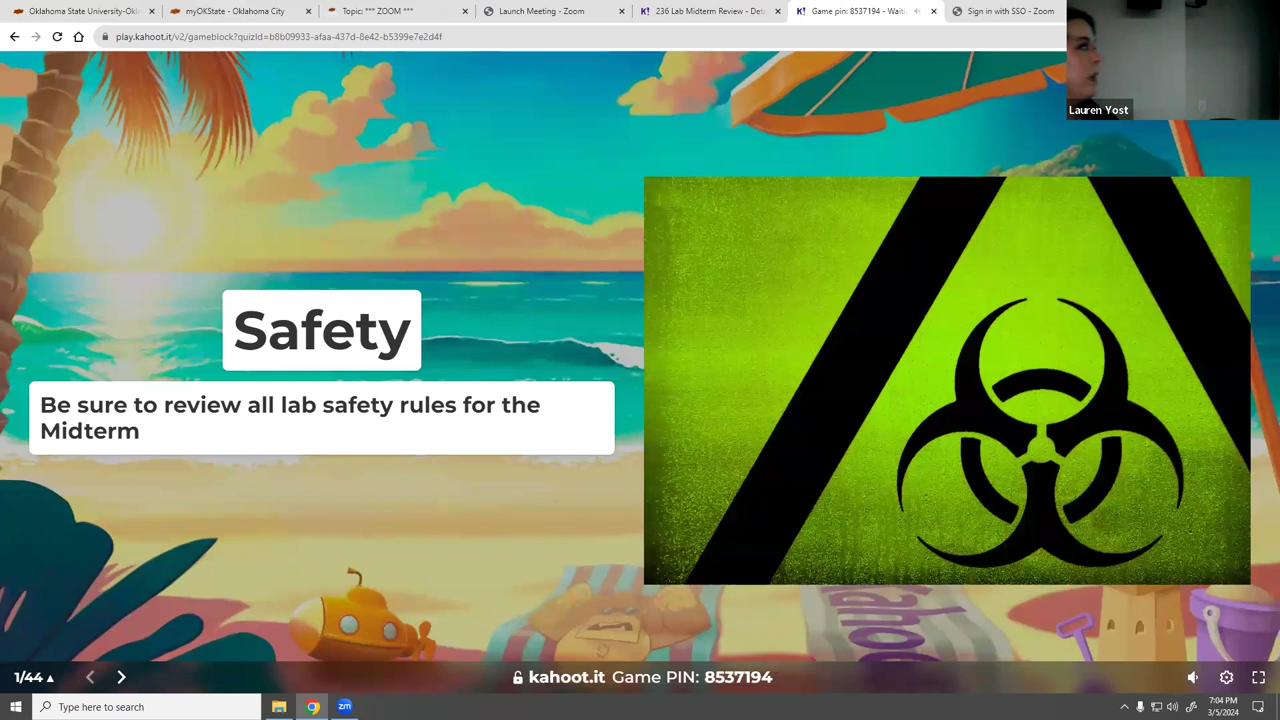 Oklahoma State University-Okl
myOKState - Oklahoma City
Topic: *** ZOOM ***
Launch Meeting - Zoom
236 Lab Midterm Review - Deta
Game pin: 8537194 - Waiti
Sign in with SSO - Zoom
play.kahoot.it/v2/gameblock?quizId=b8b09933-afaa-437d-8e42-b5399e7e2d4f
Lauren Yost
Safety
Be sure to review all lab safety rules for the
Midterm
Kahoo
1/44
kahoot.it Game PIN: 8537194
Type here to search
zm
7:04 PM
3/5/2024